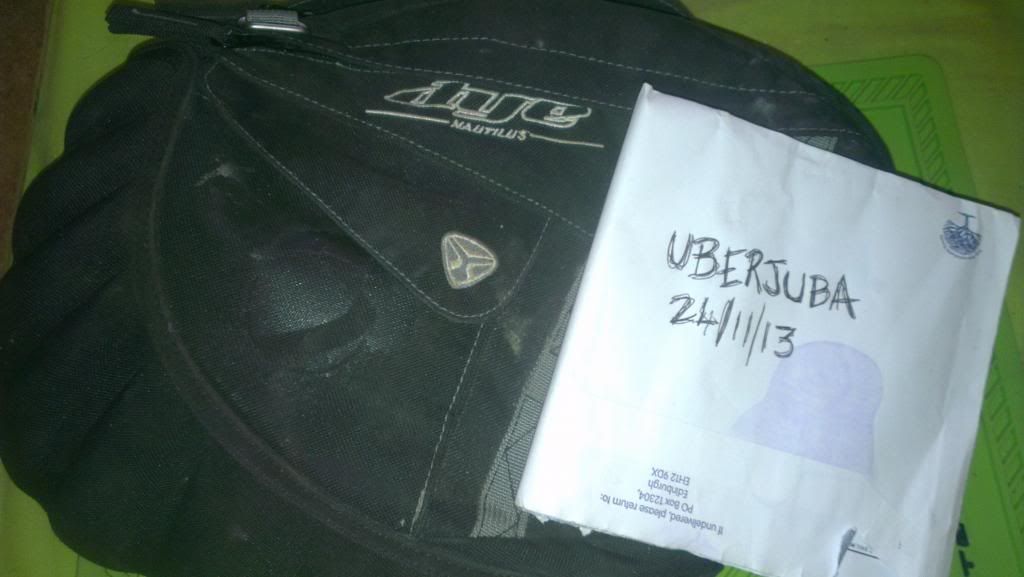 dye
NAUTILUS
UBERJUBA
24/11/13
If undelivered, please return to:
PO Box 12304,
Edinburgh
EH12 9DX